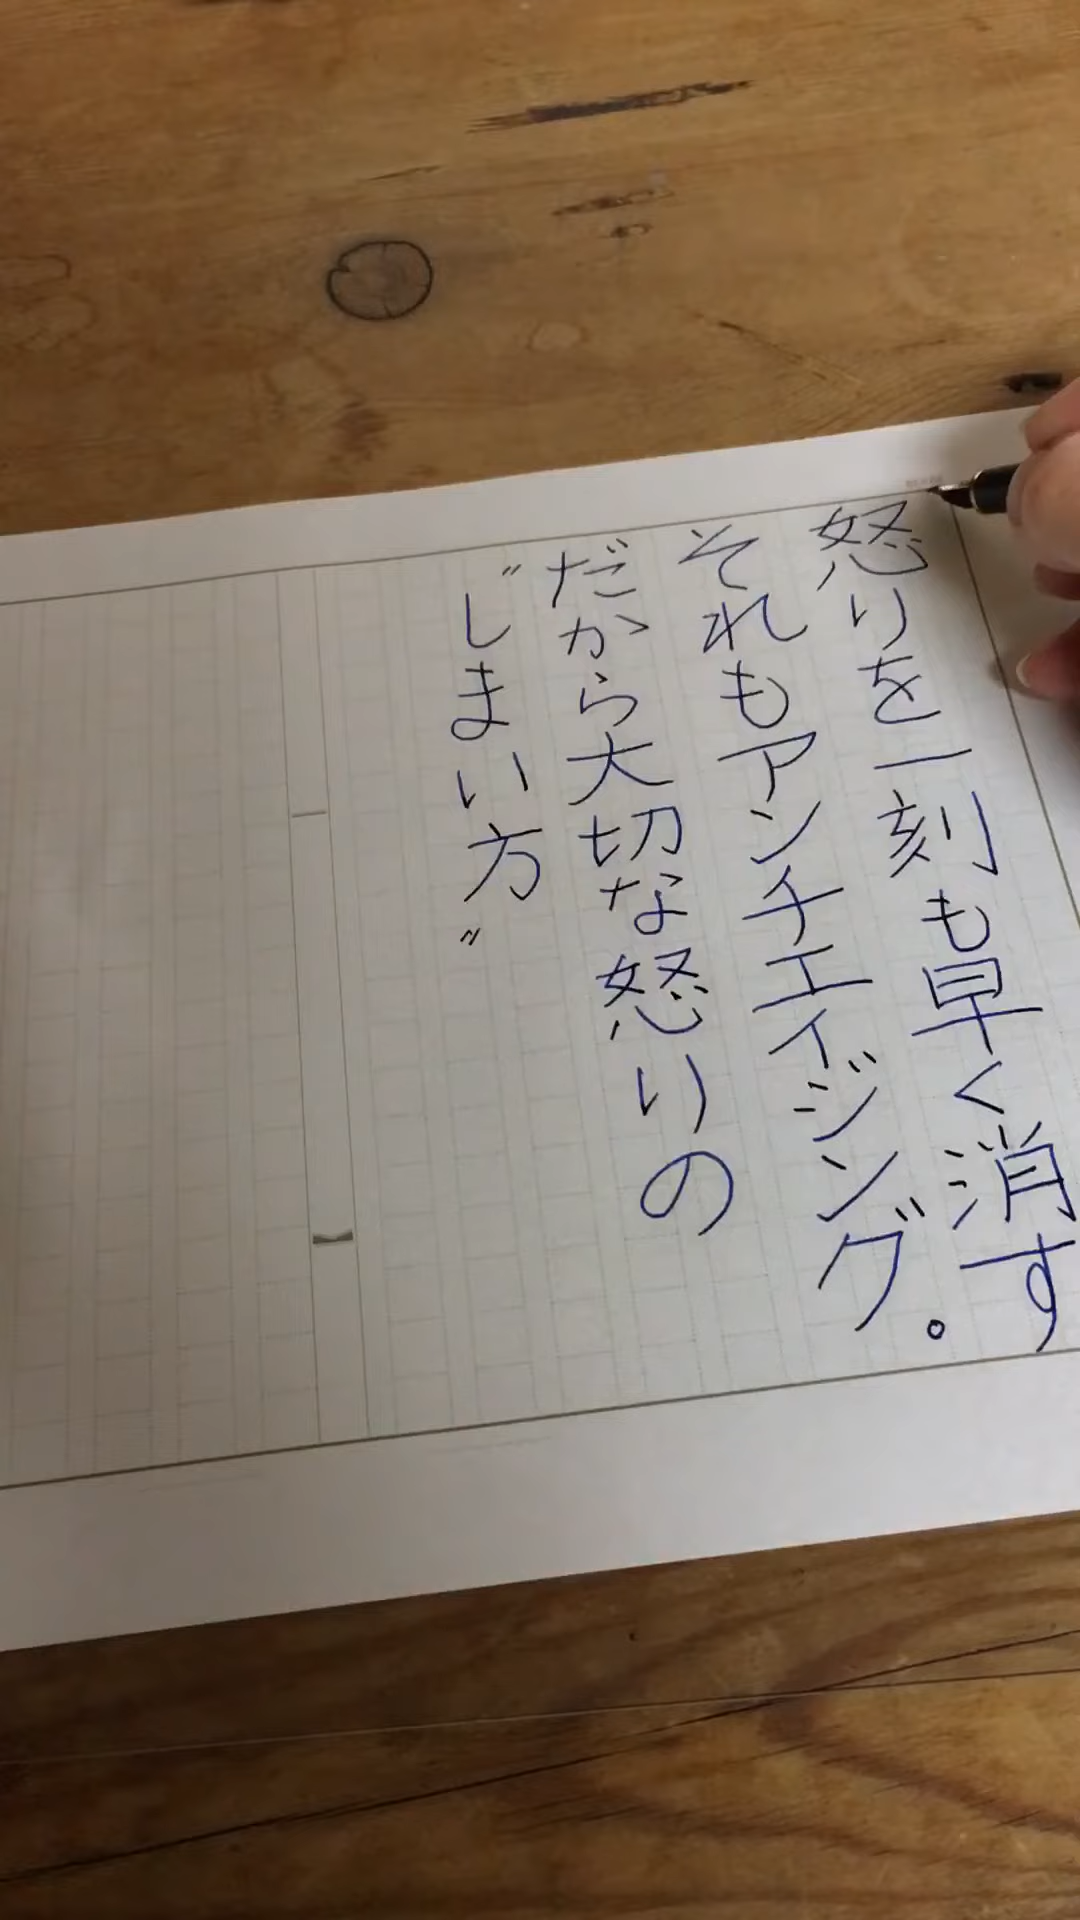 怒りを一刻も早く消す
それもアンチエイジング。
だから大切な怒りの
"しまい方"